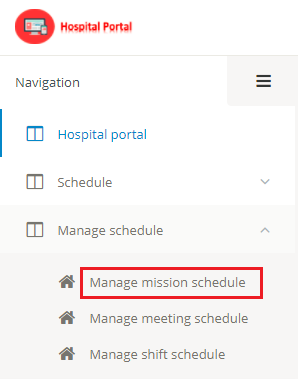 Hospital Portal
Navigation
Hospital portal
Schedule
Manage schedule
Manage mission schedule
Manage meeting schedule
Manage shift schedule